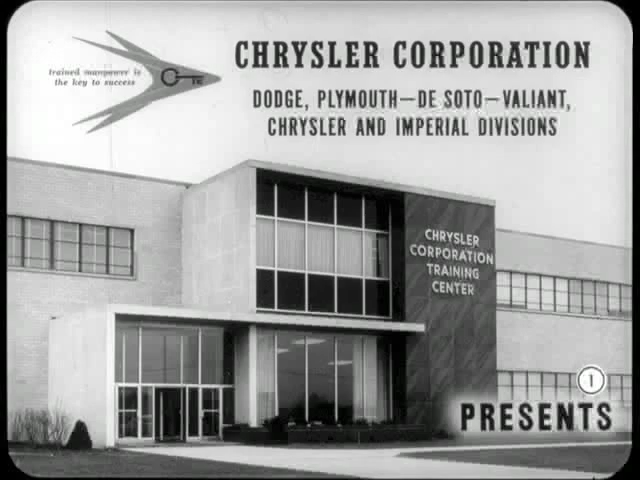 trained manpower is
the key to success
CHRYSLER CORPORATION
DODGE, PLYMOUTH—DE SOTO—VALIANT,
CHRYSLER AND IMPERIAL DIVISIONS
CHRYSLER
CORPORATION
TRAINING
CENTER
1
PRESENTS